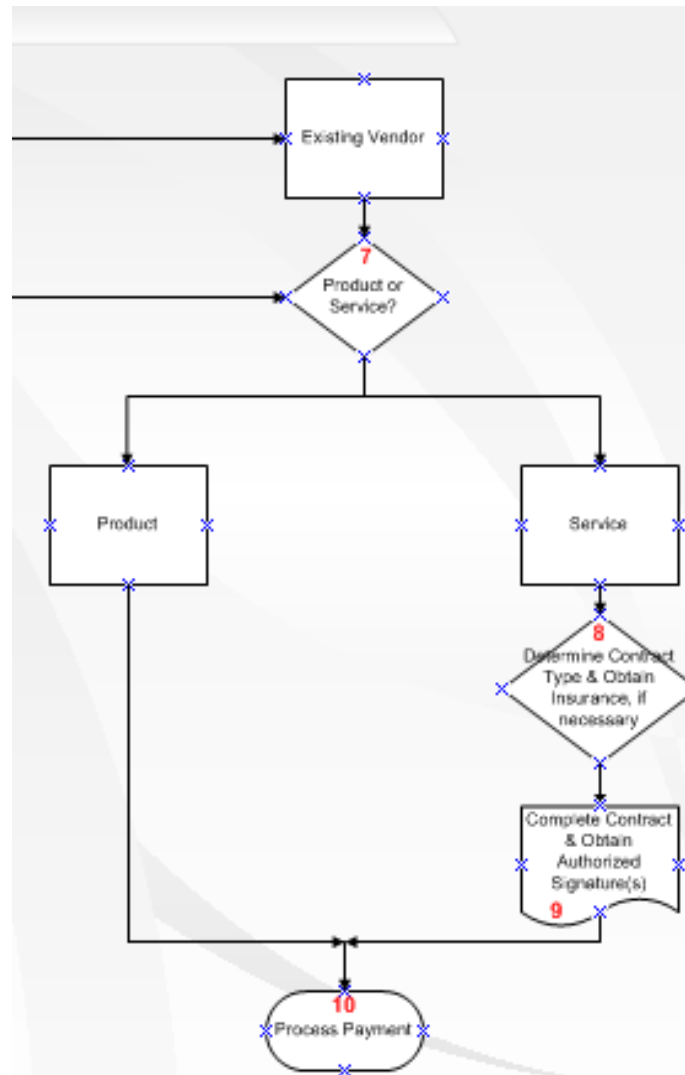 Existing Vendor
7
Product or
Service?
Product
Service
8
Determine Contract
Type & Obtain
Insurance, if
necessary
Complete Contract
& Obtain
Authorized
Signature(s)
9
10
Process Payment